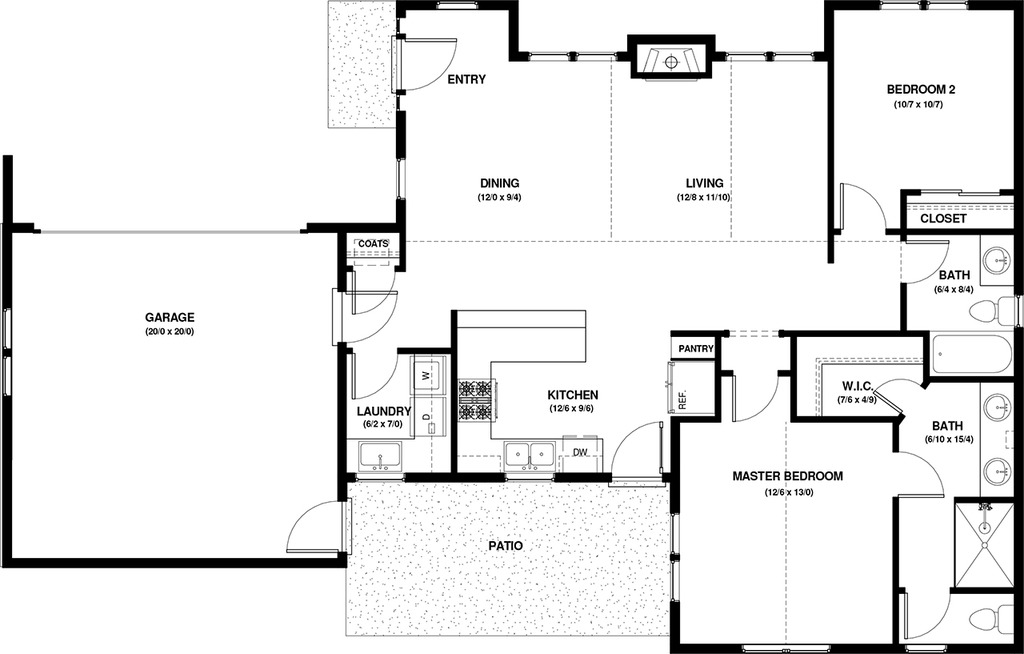 ENTRY
BEDROOM 2
(10/7 x 10/7)
DINING
(12/0 x 9/4)
LIVING
(12/8 x 11/10)
CLOSET
COATS
BATH
(6/4 x 8/4)
GARAGE
(20/0 x 20/0)
PANTRY
W
KITCHEN
(12/6 x 9/6)
REF.
W.I.C.
(7/6 x 4/9)
LAUNDRY
(6/2 x 7/0)
D
BATH
(6/10 x 15/4)
DW
MASTER BEDROOM
(12/6 x 13/0)
PATIO